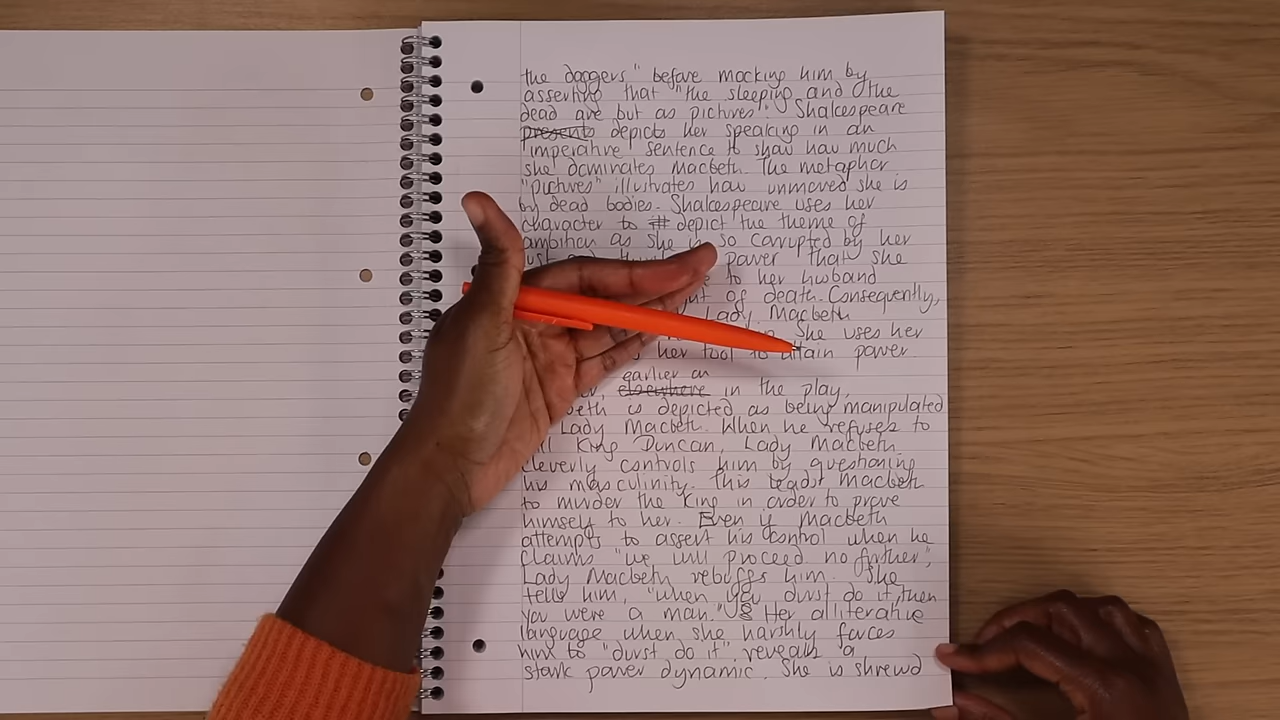 the daggers" before mocking him by
asserting that "the sleeping and the
dead are but as pictures". Shakespeare
presents depicts her speaking in an
imperative sentence to show how much
she dominates Macbeth. The metaphor
"pictures" illustrates how unmoved she is
by dead bodies. Shakespeare uses her
character to depict the theme of
ambition as she is so corrupted by her
lust and power that she
to her husband
of death. Consequently,
Lady Macbeth
She uses her
her tool to attain power.
earlier on
elsewhere in the play,
is depicted as being manipulated
Lady Macbeth. When he refuses to
King Duncan, Lady Macbeth
cleverly controls him by questioning
his masculinity. This leads Macbeth
to murder the King in order to prove
himself to her. Even if Macbeth
attempts to assert his control when he
claims "we will proceed no further",
Lady Macbeth rebuffs him. She
tells him, "when you durst do it, then
you were a man." Her alliterative
language when she harshly forces
him to "durst do it" reveals a
stark power dynamic. She is shrewd